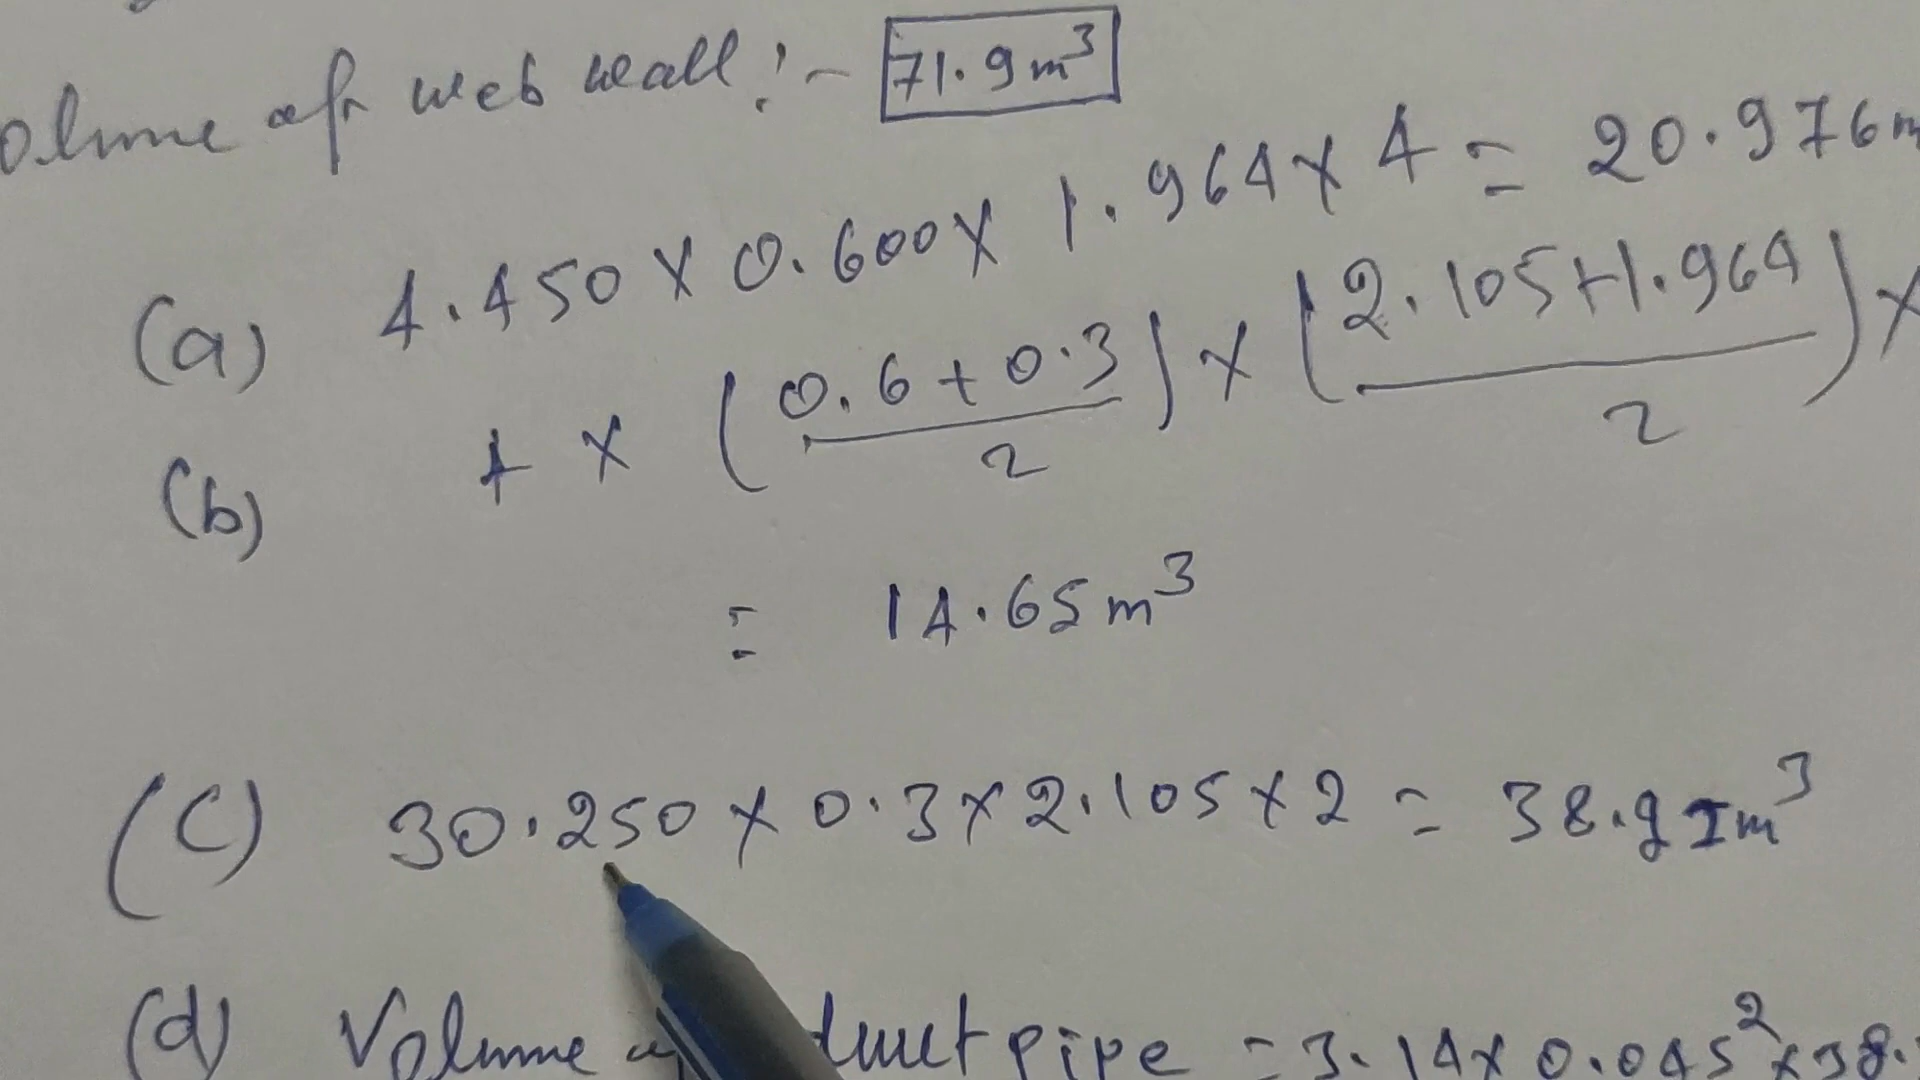 olume of web wall :- 71.9m³
(a) 4.450 × 0.600 × 1.964 × 4 = 20.976m
(b) 4 × (0.6+0.3/2) × (2.105+1.964/2) ×
= 14.65m³
(c) 30.250 × 0.3 × 2.105 × 2 = 38.21m³
(d) Volume duct pipe = 3.14 × 0.045² × 38.